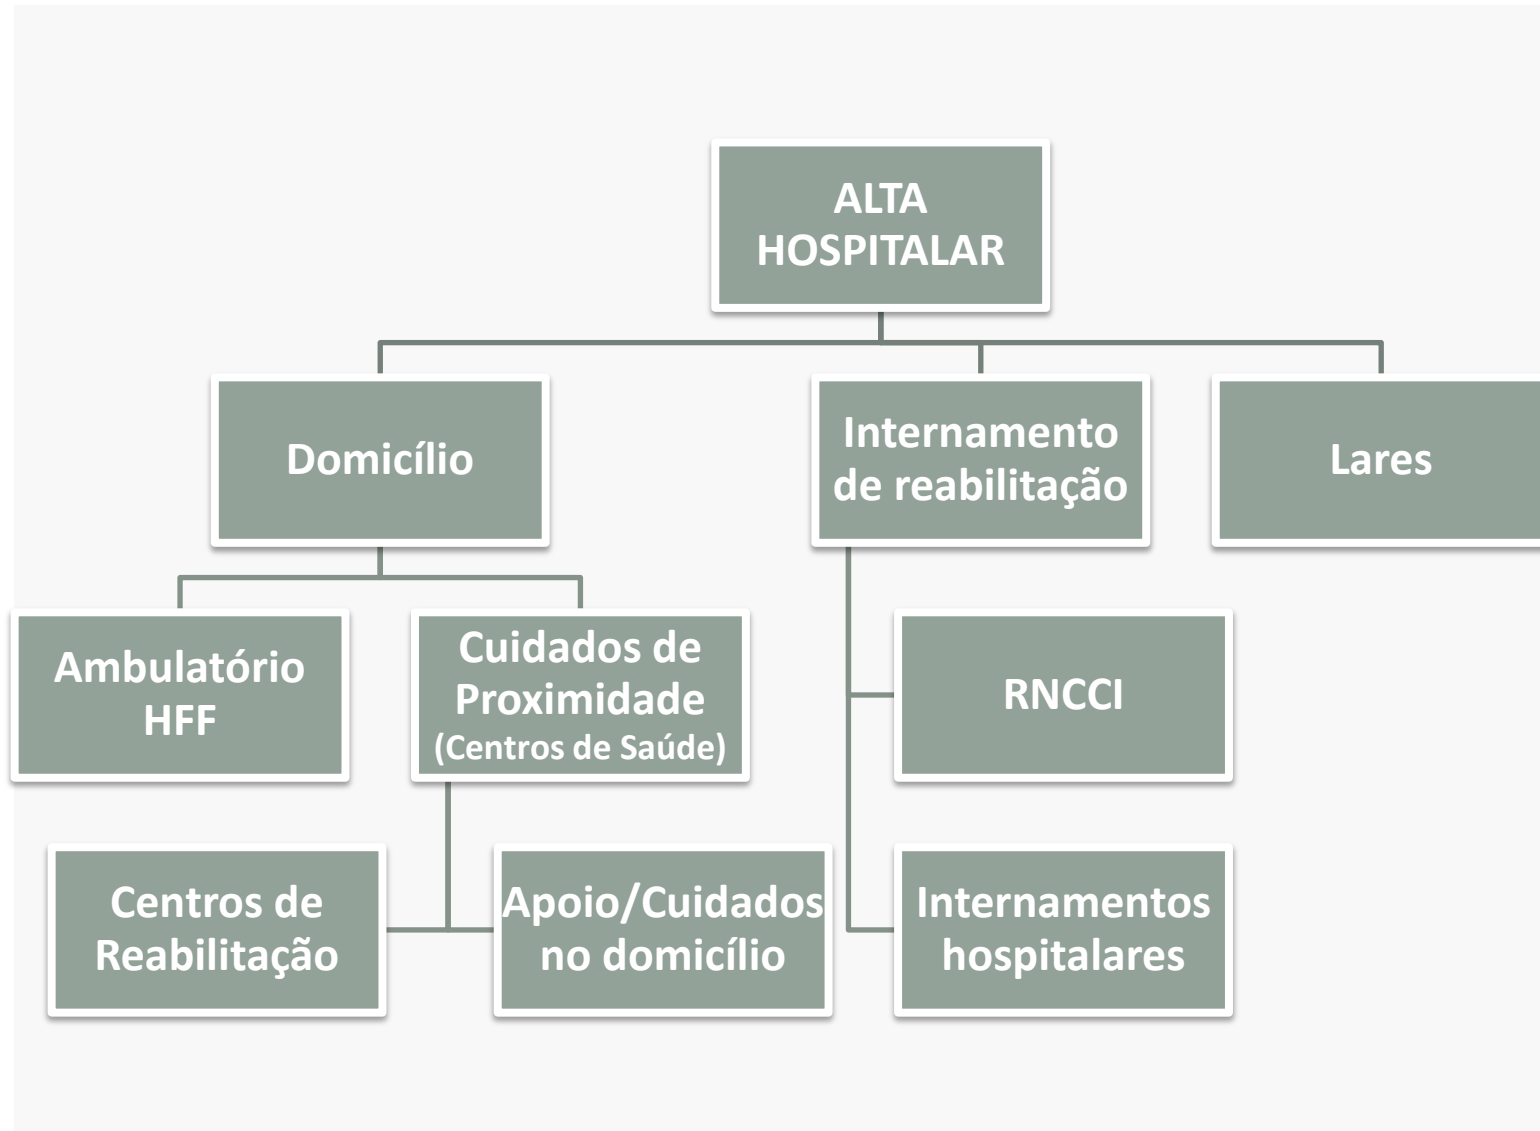 ALTA
HOSPITALAR
Domicílio
Internamento
de reabilitação
Lares
Ambulatório
HFF
Cuidados de
Proximidade
(Centros de Saúde)
RNCCI
Centros de
Reabilitação
Apoio/Cuidados
no domicílio
Internamentos
hospitalares